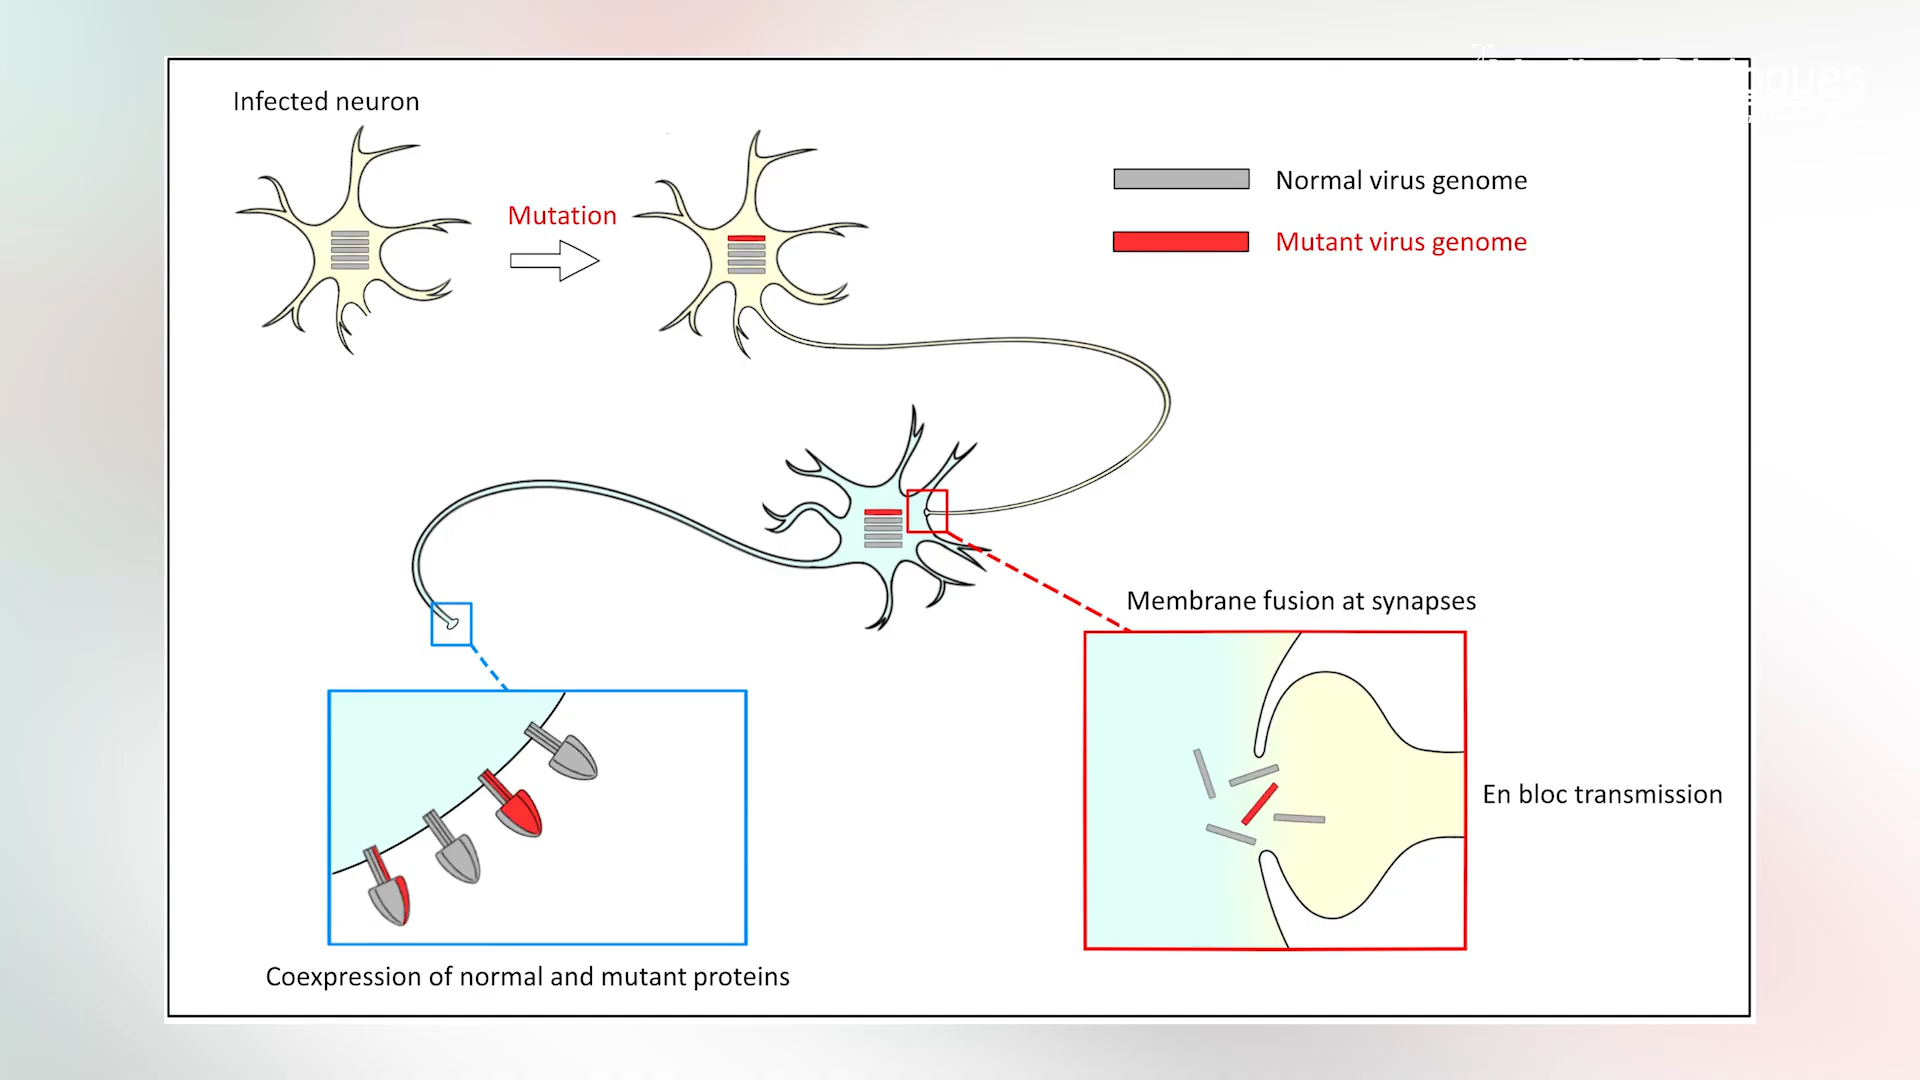 Infected neuron
Mutation
Normal virus genome
Mutant virus genome
Membrane fusion at synapses
En bloc transmission
Coexpression of normal and mutant proteins